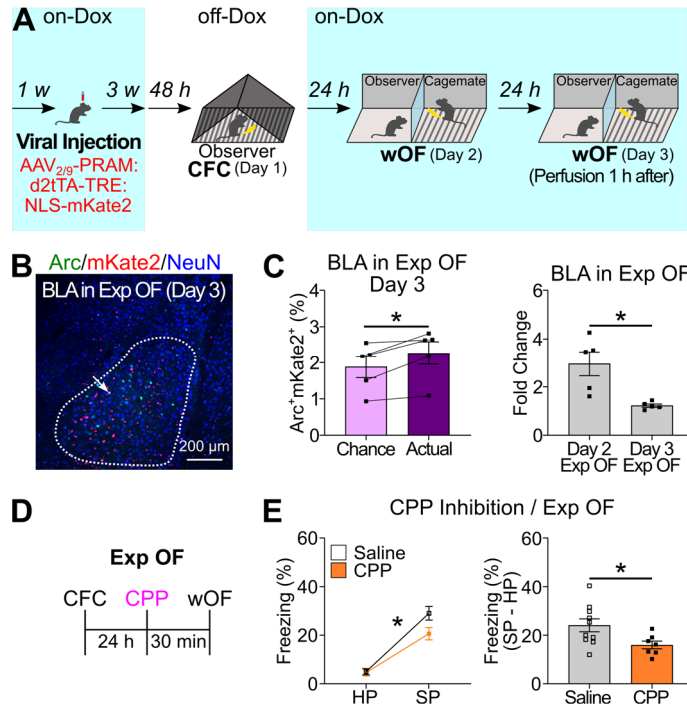 A
on-Dox
off-Dox
on-Dox
1 w
3 w
48 h
24 h
24 h
Viral Injection
AAV2/9-PRAM:
d2tTA-TRE:
NLS-mKate2
Observer
CFC (Day 1)
Observer Cagemate
wOF (Day 2)
Observer Cagemate
wOF (Day 3)
(Perfusion 1 h after)
B
Arc/mKate2/NeuN
BLA in Exp OF (Day 3)
200 µm
C
BLA in Exp OF
Day 3
Arc+mKate2+ (%)
4
3
2
1
0
*
Chance
Actual
BLA in Exp OF
Fold Change
6
4
2
0
*
Day 2
Exp OF
Day 3
Exp OF
D
Exp OF
CFC CPP wOF
24 h 30 min
E
CPP Inhibition / Exp OF
Freezing (%)
60
40
20
0
Saline
CPP
*
HP SP
Freezing (%)
(SP - HP)
60
40
20
0
*
Saline CPP